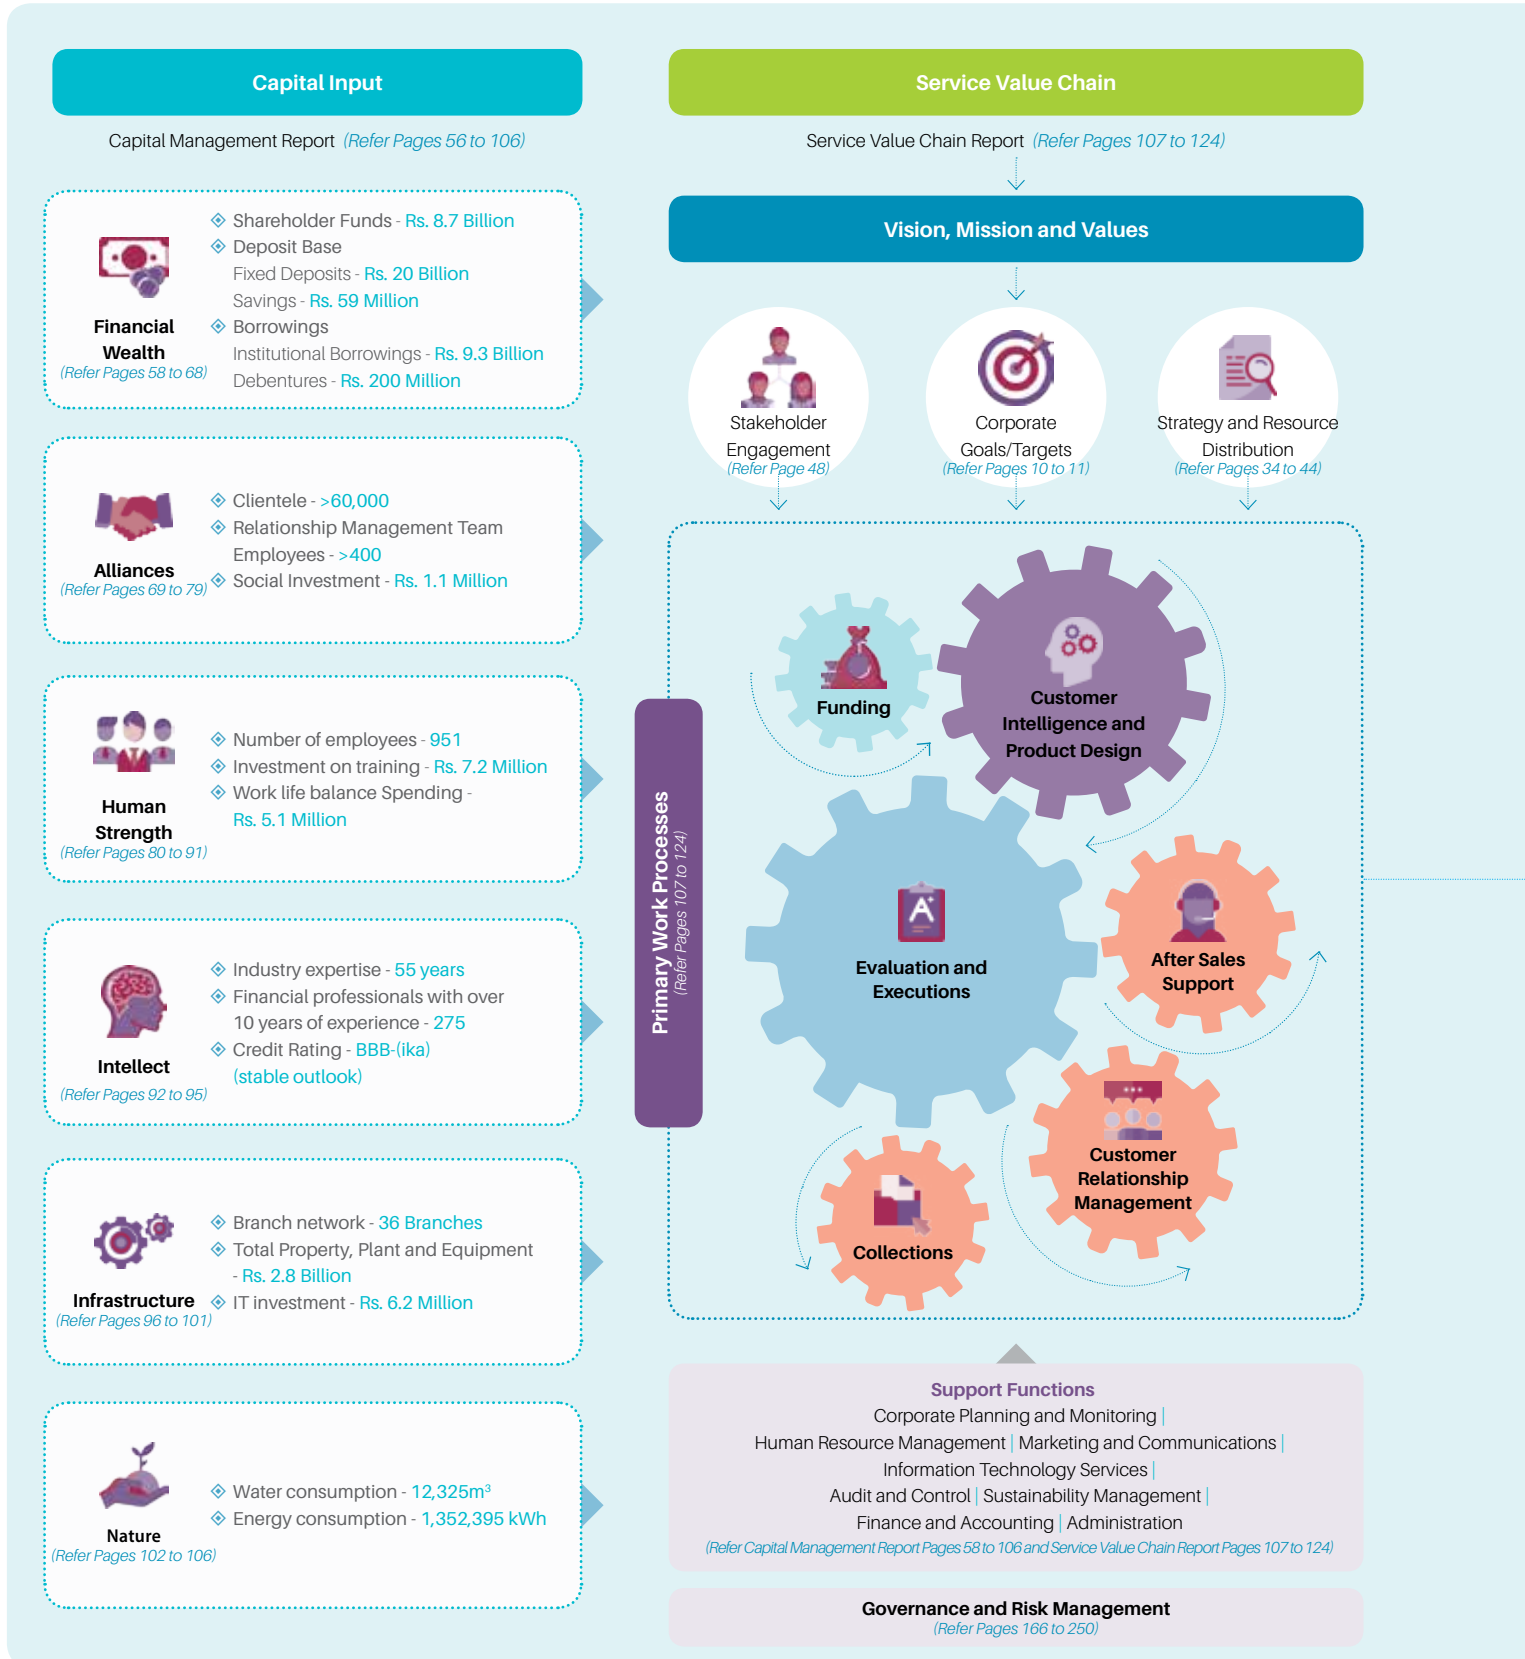 Capital Input
Capital Management Report (Refer Pages 56 to 106)
Financial
Wealth
(Refer Pages 58 to 68)
Shareholder Funds - Rs. 8.7 Billion
Deposit Base
Fixed Deposits - Rs. 20 Billion
Savings - Rs. 59 Million
Borrowings
Institutional Borrowings - Rs. 9.3 Billion
Debentures - Rs. 200 Million
Alliances
(Refer Pages 69 to 79)
Clientele - >60,000
Relationship Management Team
Employees - >400
Social Investment - Rs. 1.1 Million
Human
Strength
(Refer Pages 80 to 91)
Number of employees - 951
Investment on training - Rs. 7.2 Million
Work life balance Spending -
Rs. 5.1 Million
Intellect
(Refer Pages 92 to 95)
Industry expertise - 55 years
Financial professionals with over
10 years of experience - 275
Credit Rating - BBB-(ika)
(stable outlook)
Infrastructure
(Refer Pages 96 to 101)
Branch network - 36 Branches
Total Property, Plant and Equipment
- Rs. 2.8 Billion
IT investment - Rs. 6.2 Million
Nature
(Refer Pages 102 to 106)
Water consumption - 12,325m³
Energy consumption - 1,352,395 kWh
Service Value Chain
Service Value Chain Report (Refer Pages 107 to 124)
Vision, Mission and Values
Stakeholder
Engagement
(Refer Page 48)
Corporate
Goals/Targets
(Refer Pages 10 to 11)
Strategy and Resource
Distribution
(Refer Pages 34 to 44)
Primary Work Processes
(Refer Pages 107 to 124)
Funding
Customer
Intelligence and
Product Design
A+
Evaluation and
Executions
After Sales
Support
Customer
Relationship
Management
Collections
Support Functions
Corporate Planning and Monitoring |
Human Resource Management | Marketing and Communications |
Information Technology Services |
Audit and Control | Sustainability Management |
Finance and Accounting | Administration
(Refer Capital Management Report Pages 58 to 106 and Service Value Chain Report Pages 107 to 124)
Governance and Risk Management
(Refer Pages 166 to 250)